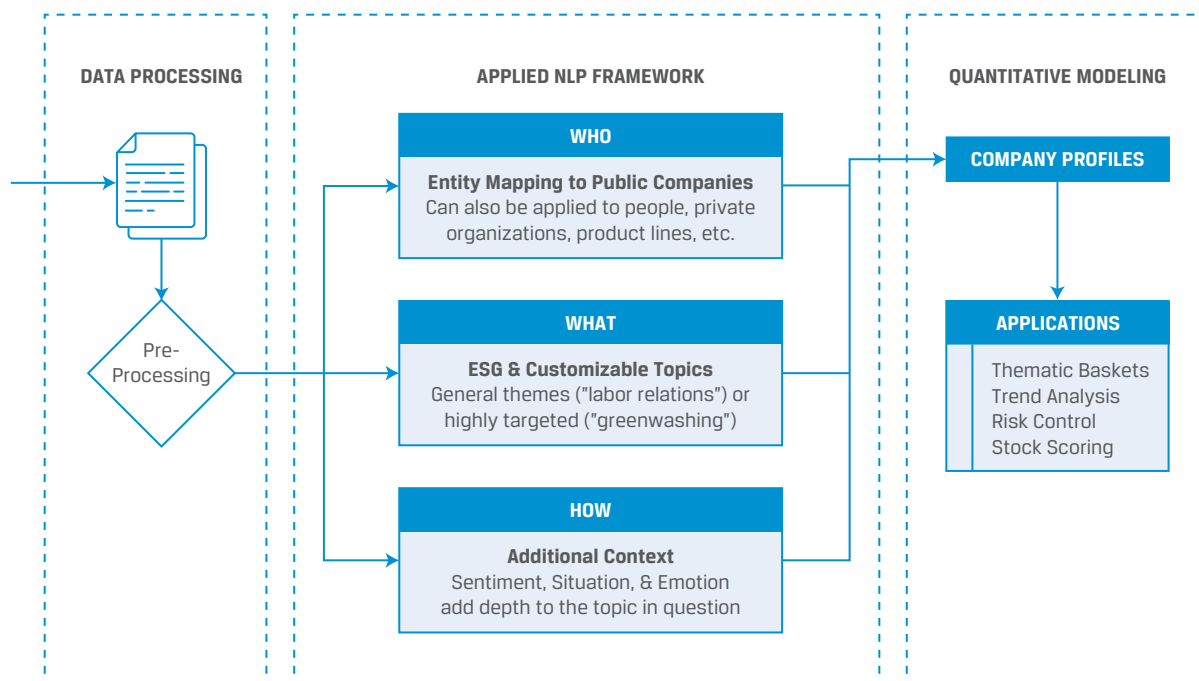 DATA PROCESSING
Pre-
Processing
APPLIED NLP FRAMEWORK
WHO
Entity Mapping to Public Companies
Can also be applied to people, private
organizations, product lines, etc.
WHAT
ESG & Customizable Topics
General themes ("labor relations") or
highly targeted ("greenwashing")
HOW
Additional Context
Sentiment, Situation, & Emotion
add depth to the topic in question
QUANTITATIVE MODELING
COMPANY PROFILES
APPLICATIONS
Thematic Baskets
Trend Analysis
Risk Control
Stock Scoring